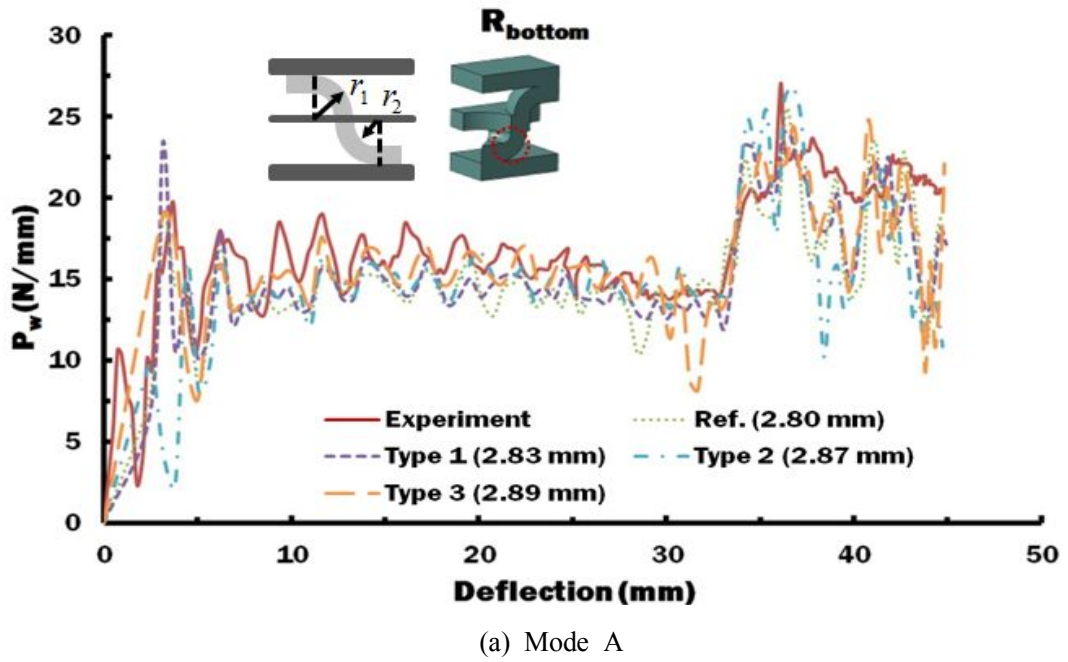 R_bottom
r_1
r_2
30
25
20
15
10
5
0
P_w (N/mm)
Experiment
Ref. (2.80 mm)
Type 1 (2.83 mm)
Type 2 (2.87 mm)
Type 3 (2.89 mm)
0 10 20 30 40 50
Deflection (mm)
(a) Mode A